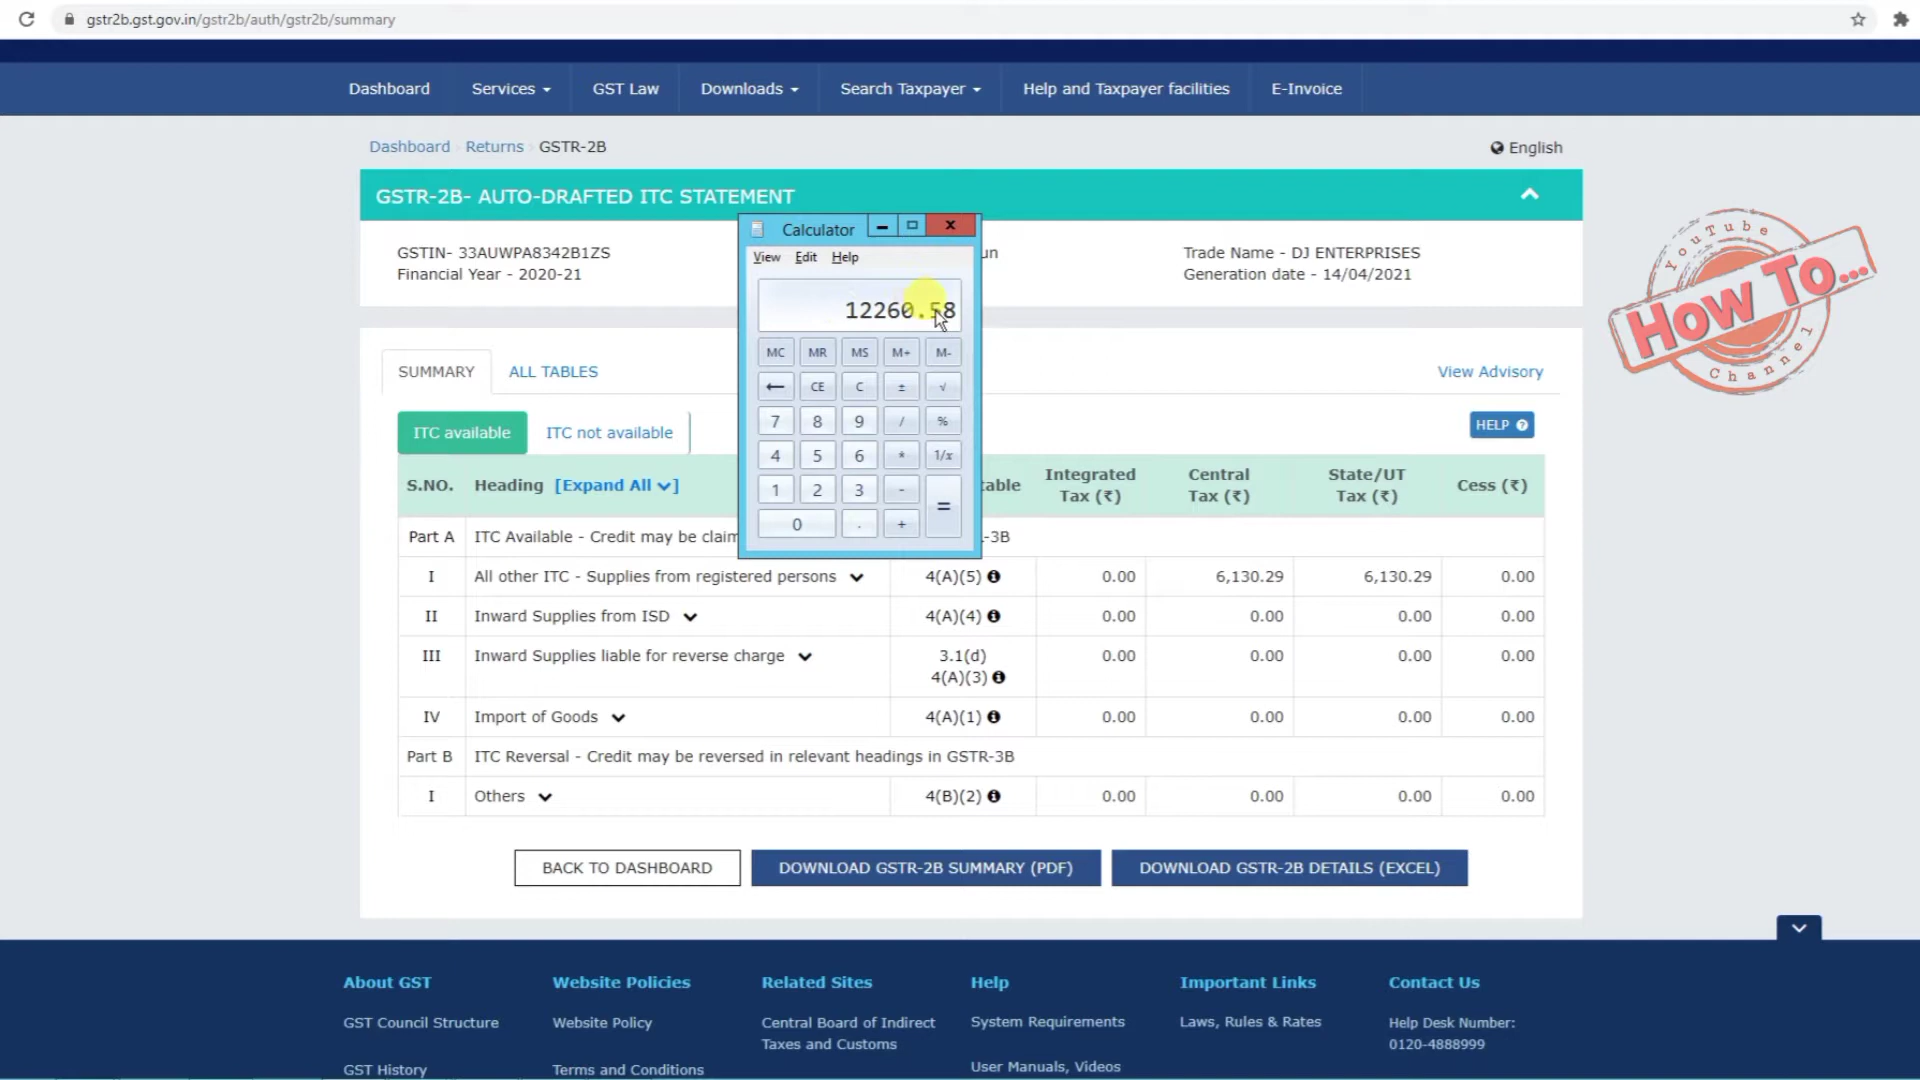 gstr2b.gst.gov.in/gstr2b/auth/gstr2b/summary
Dashboard Services GST Law Downloads Search Taxpayer Help and Taxpayer facilities E-Invoice
Dashboard Returns GSTR-2B English
GSTR-2B- AUTO-DRAFTED ITC STATEMENT
GSTIN- 33AUWPA8342B1ZS Trade Name - DJ ENTERPRISES
Financial Year - 2020-21 Generation date - 14/04/2021
Calculator
View Edit Help
12260.58
MC MR MS M+ M-
← CE C ± √
7 8 9 / %
4 5 6 * 1/x
1 2 3 - =
0 . +
YouTube
How To...
Channel
SUMMARY ALL TABLES View Advisory
ITC available ITC not available HELP
S.NO. Heading [Expand All] Integrated Tax (₹) Central Tax (₹) State/UT Tax (₹) Cess (₹)
Part A ITC Available - Credit may be -3B
I All other ITC - Supplies from registered persons 4(A)(5) 0.00 6,130.29 6,130.29 0.00
II Inward Supplies from ISD 4(A)(4) 0.00 0.00 0.00 0.00
III Inward Supplies liable for reverse charge 3.1(d) 4(A)(3) 0.00 0.00 0.00 0.00
IV Import of Goods 4(A)(1) 0.00 0.00 0.00 0.00
Part B ITC Reversal - Credit may be reversed in relevant headings in GSTR-3B
I Others 4(B)(2) 0.00 0.00 0.00 0.00
BACK TO DASHBOARD DOWNLOAD GSTR-2B SUMMARY (PDF) DOWNLOAD GSTR-2B DETAILS (EXCEL)
About GST Website Policies Related Sites Help Important Links Contact Us
GST Council Structure Website Policy Central Board of Indirect System Requirements Laws, Rules & Rates Help Desk Number:
Taxes and Customs 0120-4888999
GST History Terms and Conditions User Manuals, Videos